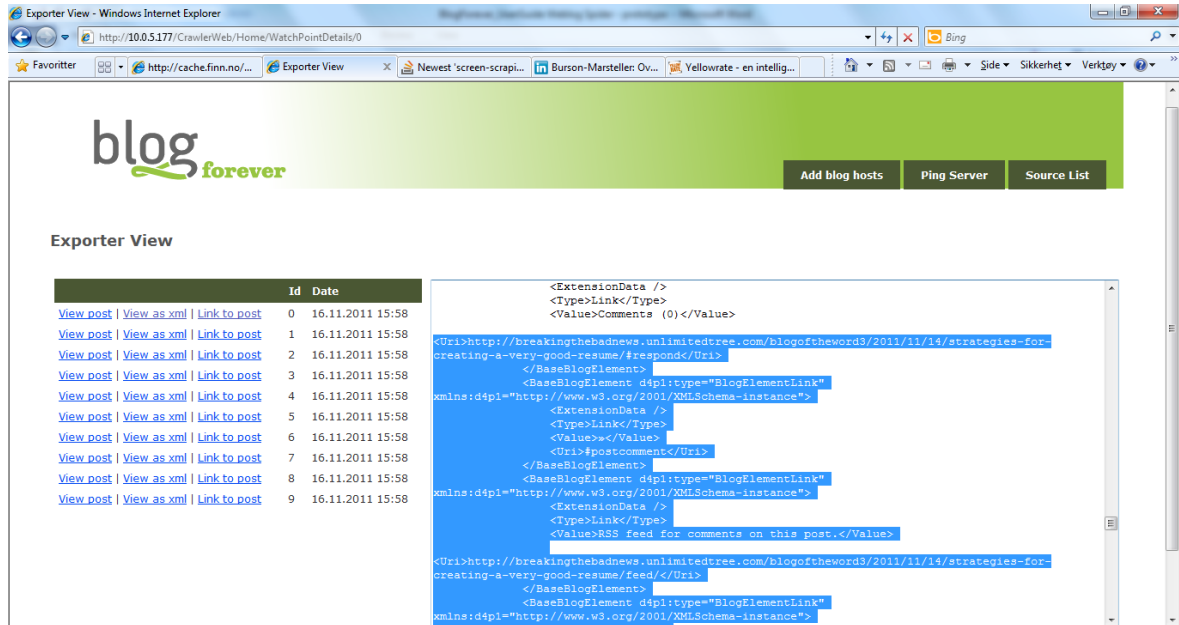 Exporter View - Windows Internet Explorer
http://10.0.5.177/CrawlerWeb/Home/WatchPointDetails/0
Bing
Favoritter
http://cache.finn.no/...
Exporter View
Newest 'screen-scrapi...
Burson-Marsteller: Ov...
Yellowrate - en intellig...
Side
Sikkerhet
Verktøy
blog
forever
Add blog hosts
Ping Server
Source List
Exporter View
Id Date
View post | View as xml | Link to post 0 16.11.2011 15:58
View post | View as xml | Link to post 1 16.11.2011 15:58
View post | View as xml | Link to post 2 16.11.2011 15:58
View post | View as xml | Link to post 3 16.11.2011 15:58
View post | View as xml | Link to post 4 16.11.2011 15:58
View post | View as xml | Link to post 5 16.11.2011 15:58
View post | View as xml | Link to post 6 16.11.2011 15:58
View post | View as xml | Link to post 7 16.11.2011 15:58
View post | View as xml | Link to post 8 16.11.2011 15:58
View post | View as xml | Link to post 9 16.11.2011 15:58
<ExtensionData />
<Type>Link</Type>
<Value>Comments (0)</Value>
<Uri>http://breakingthebadnews.unlimitedtree.com/blogoftheword3/2011/11/14/strategies-for-
creating-a-very-good-resume/#respond</Uri>
</BaseBlogElement>
<BaseBlogElement d4p1:type="BlogElementLink"
xmlns:d4p1="http://www.w3.org/2001/XMLSchema-instance">
<ExtensionData />
<Type>Link</Type>
<Value>»</Value>
<Uri>#postcomment</Uri>
</BaseBlogElement>
<BaseBlogElement d4p1:type="BlogElementLink"
xmlns:d4p1="http://www.w3.org/2001/XMLSchema-instance">
<ExtensionData />
<Type>Link</Type>
<Value>RSS feed for comments on this post.</Value>
<Uri>http://breakingthebadnews.unlimitedtree.com/blogoftheword3/2011/11/14/strategies-for-
creating-a-very-good-resume/feed/</Uri>
</BaseBlogElement>
<BaseBlogElement d4p1:type="BlogElementLink"
xmlns:d4p1="http://www.w3.org/2001/XMLSchema-instance">